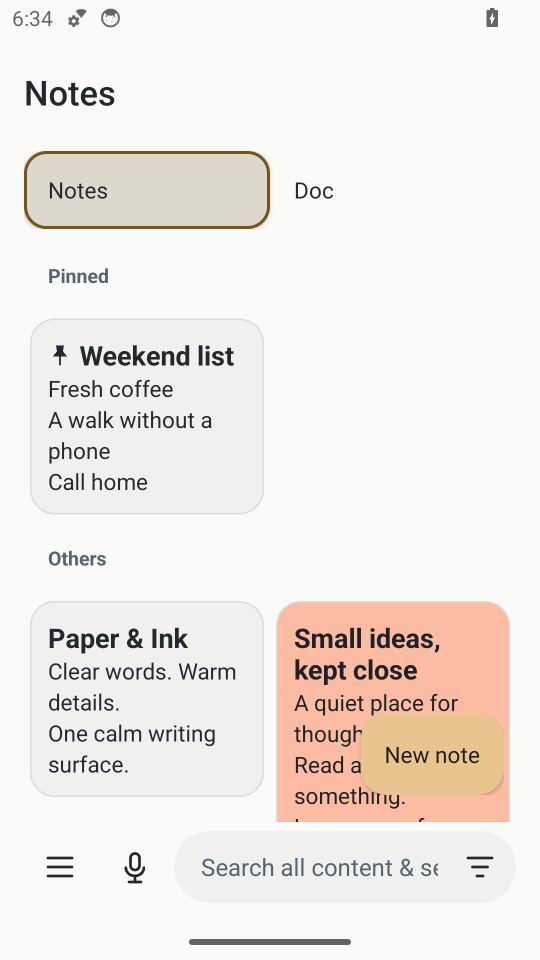 6:34
Notes
Notes
Doc
Pinned
Weekend list
Fresh coffee
A walk without a
phone
Call home
Others
Paper & Ink
Clear words. Warm
details.
One calm writing
surface.
Small ideas,
kept close
A quiet place for
though
Read a
something.
New note
Search all content & se